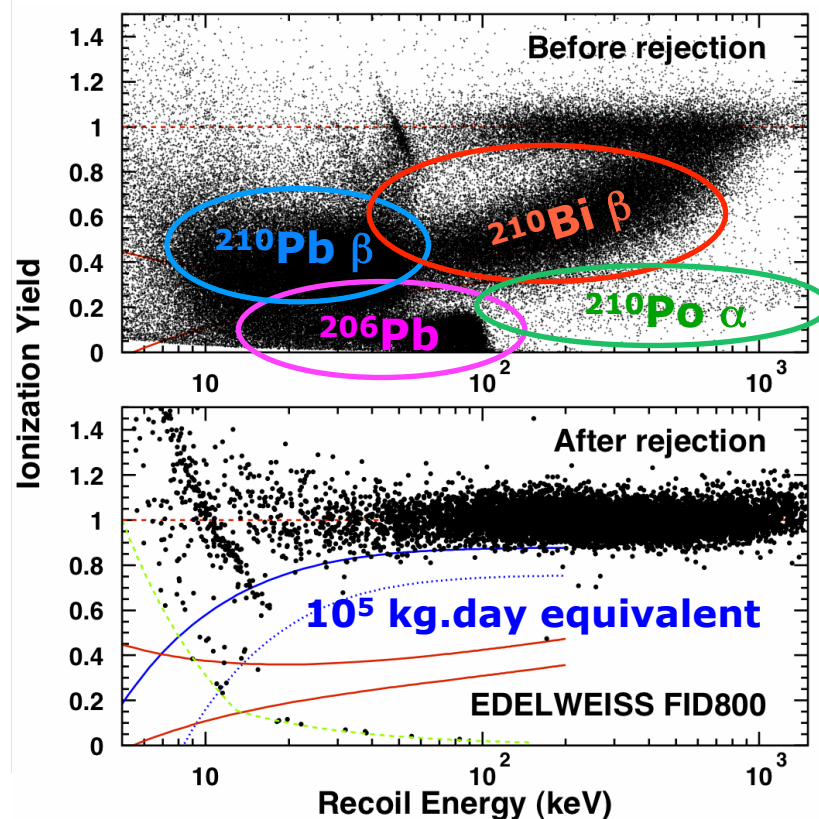 Before rejection
1.4
1.2
1
0.8
0.6
0.4
0.2
0
²¹⁰Pb β
²¹⁰Bi β
²⁰⁶Pb
²¹⁰Po α
10
10²
10³
Ionization Yield
After rejection
1.4
1.2
1
0.8
0.6
0.4
0.2
0
10⁵ kg.day equivalent
EDELWEISS FID800
10
10²
10³
Recoil Energy (keV)